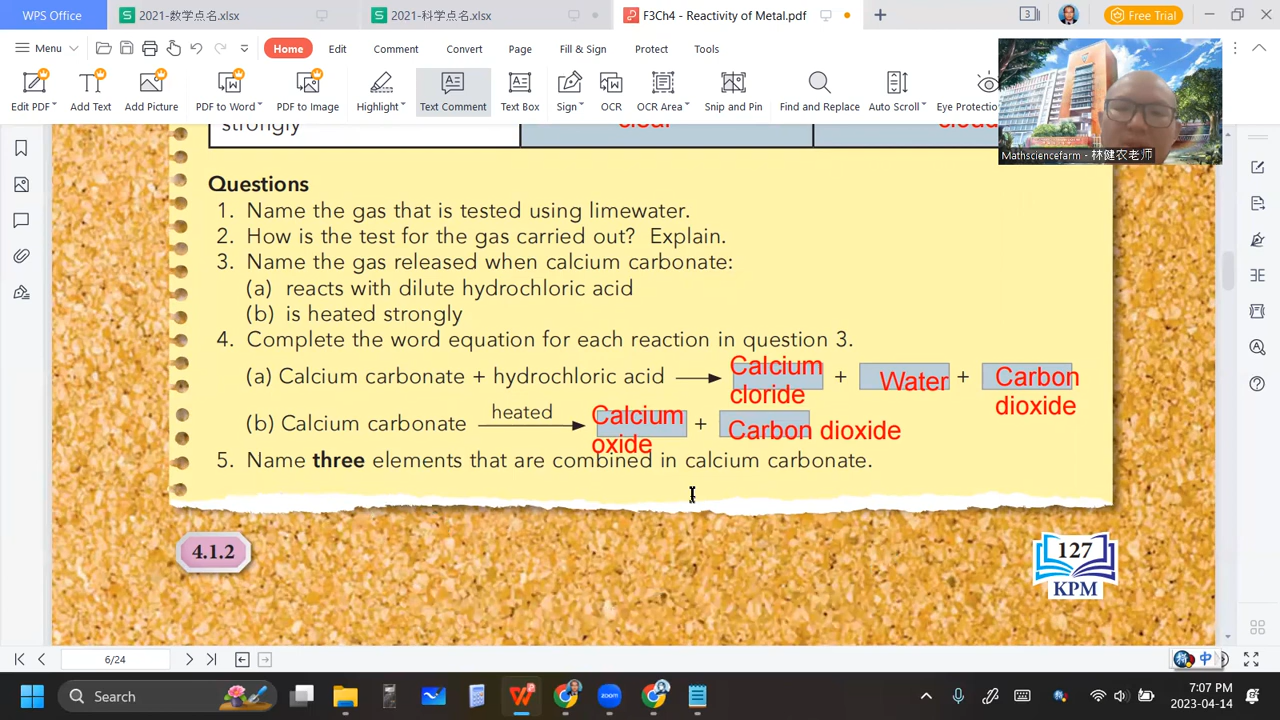 WPS Office
2021-数学点名.xlsx
2021-科学点名.xlsx
F3Ch4 - Reactivity of Metal.pdf
3
Free Trial
Menu
Home
Edit
Comment
Convert
Page
Fill & Sign
Protect
Tools
Edit PDF
Add Text
Add Picture
PDF to Word
PDF to Image
Highlight
Text Comment
Text Box
Sign
OCR
OCR Area
Snip and Pin
Find and Replace
Auto Scroll
Eye Protectio
Mathsciencefarm - 林健农老师
strongly
clear
Questions
1. Name the gas that is tested using limewater.
2. How is the test for the gas carried out? Explain.
3. Name the gas released when calcium carbonate:
(a) reacts with dilute hydrochloric acid
(b) is heated strongly
4. Complete the word equation for each reaction in question 3.
(a) Calcium carbonate + hydrochloric acid → Calcium cloride + Water + Carbon dioxide
(b) Calcium carbonate heated → Calcium oxide + Carbon dioxide
5. Name three elements that are combined in calcium carbonate.
4.1.2
127
KPM
6/24
Search
中
7:07 PM
2023-04-14